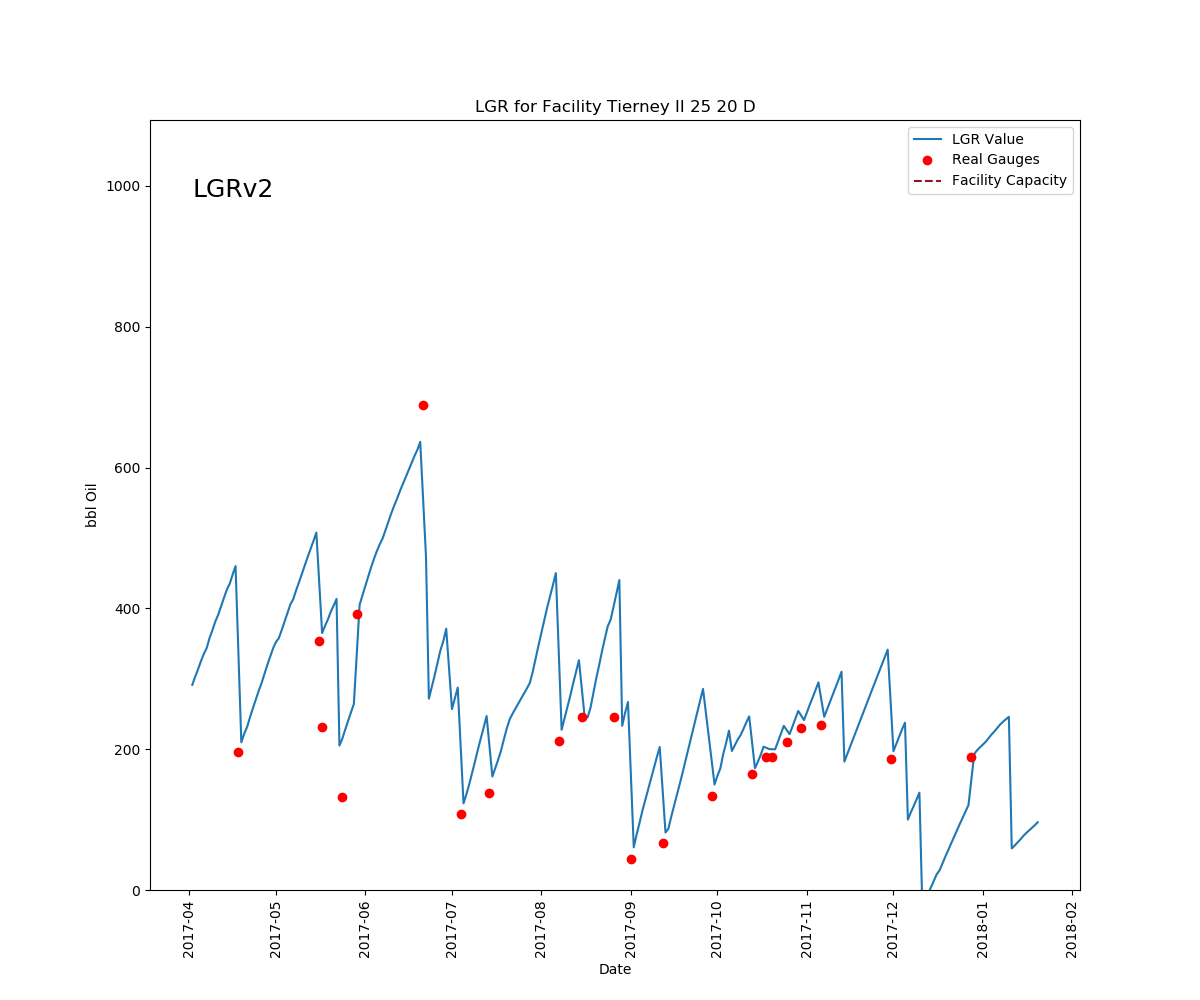 LGR for Facility Tierney II 25 20 D
LGRv2
LGR Value
Real Gauges
Facility Capacity
bbl Oil
1000
800
600
400
200
0
2017-04
2017-05
2017-06
2017-07
2017-08
2017-09
2017-10
2017-11
2017-12
2018-01
2018-02
Date